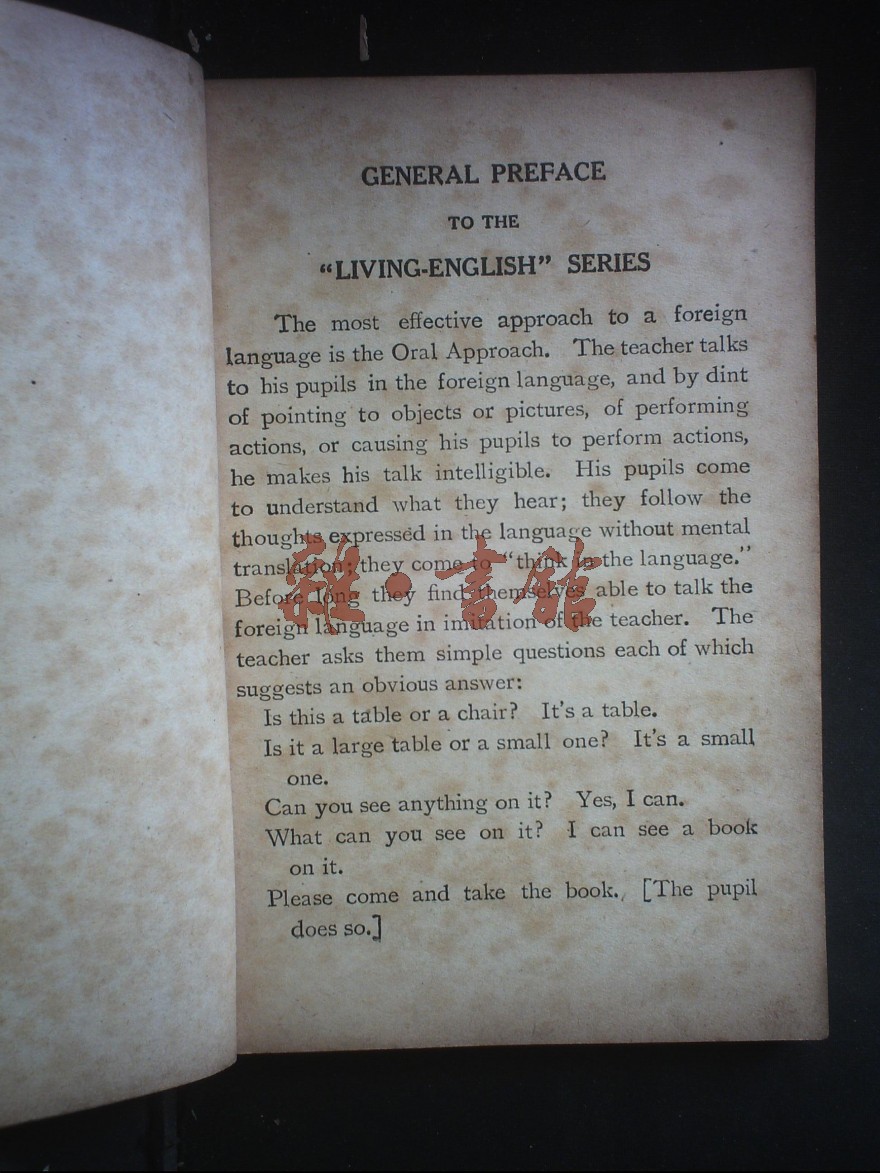 GENERAL PREFACE
TO THE
“LIVING-ENGLISH” SERIES
The most effective approach to a foreign
language is the Oral Approach. The teacher talks
to his pupils in the foreign language, and by dint
of pointing to objects or pictures, of performing
actions, or causing his pupils to perform actions,
he makes his talk intelligible. His pupils come
to understand what they hear; they follow the
thoughts expressed in the language without mental
translation; they come to “think in the language.”
Before long they find themselves able to talk the
foreign language in imitation of the teacher. The
teacher asks them simple questions each of which
suggests an obvious answer:
Is this a table or a chair? It’s a table.
Is it a large table or a small one? It’s a small
one.
Can you see anything on it? Yes, I can.
What can you see on it? I can see a book
on it.
Please come and take the book. [The pupil
does so.]
雜·書館